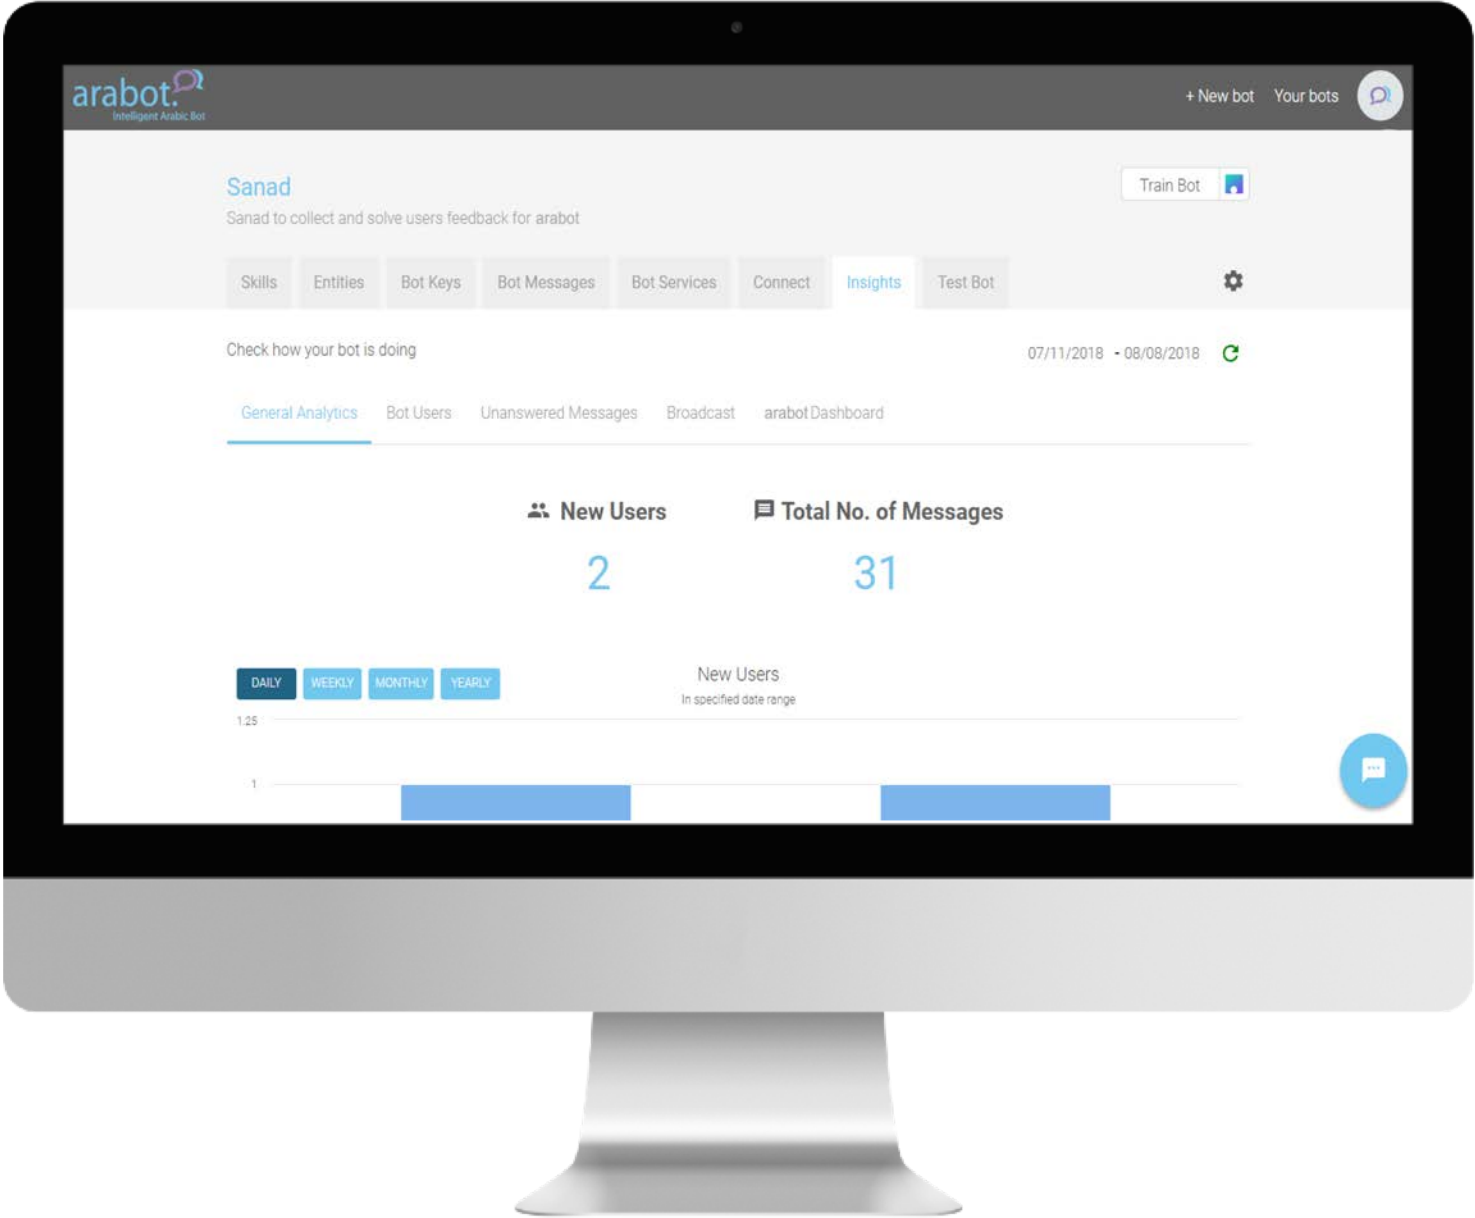 arabot.
Intelligent Arabic Bot
+ New bot Your bots
Sanad
Train Bot
Sanad to collect and solve users feedback for arabot
Skills Entities Bot Keys Bot Messages Bot Services Connect Insights Test Bot
Check how your bot is doing
07/11/2018 - 08/08/2018
General Analytics Bot Users Unanswered Messages Broadcast arabot Dashboard
New Users Total No. of Messages
2 31
DAILY WEEKLY MONTHLY YEARLY
New Users
In specified date range
1.25
1